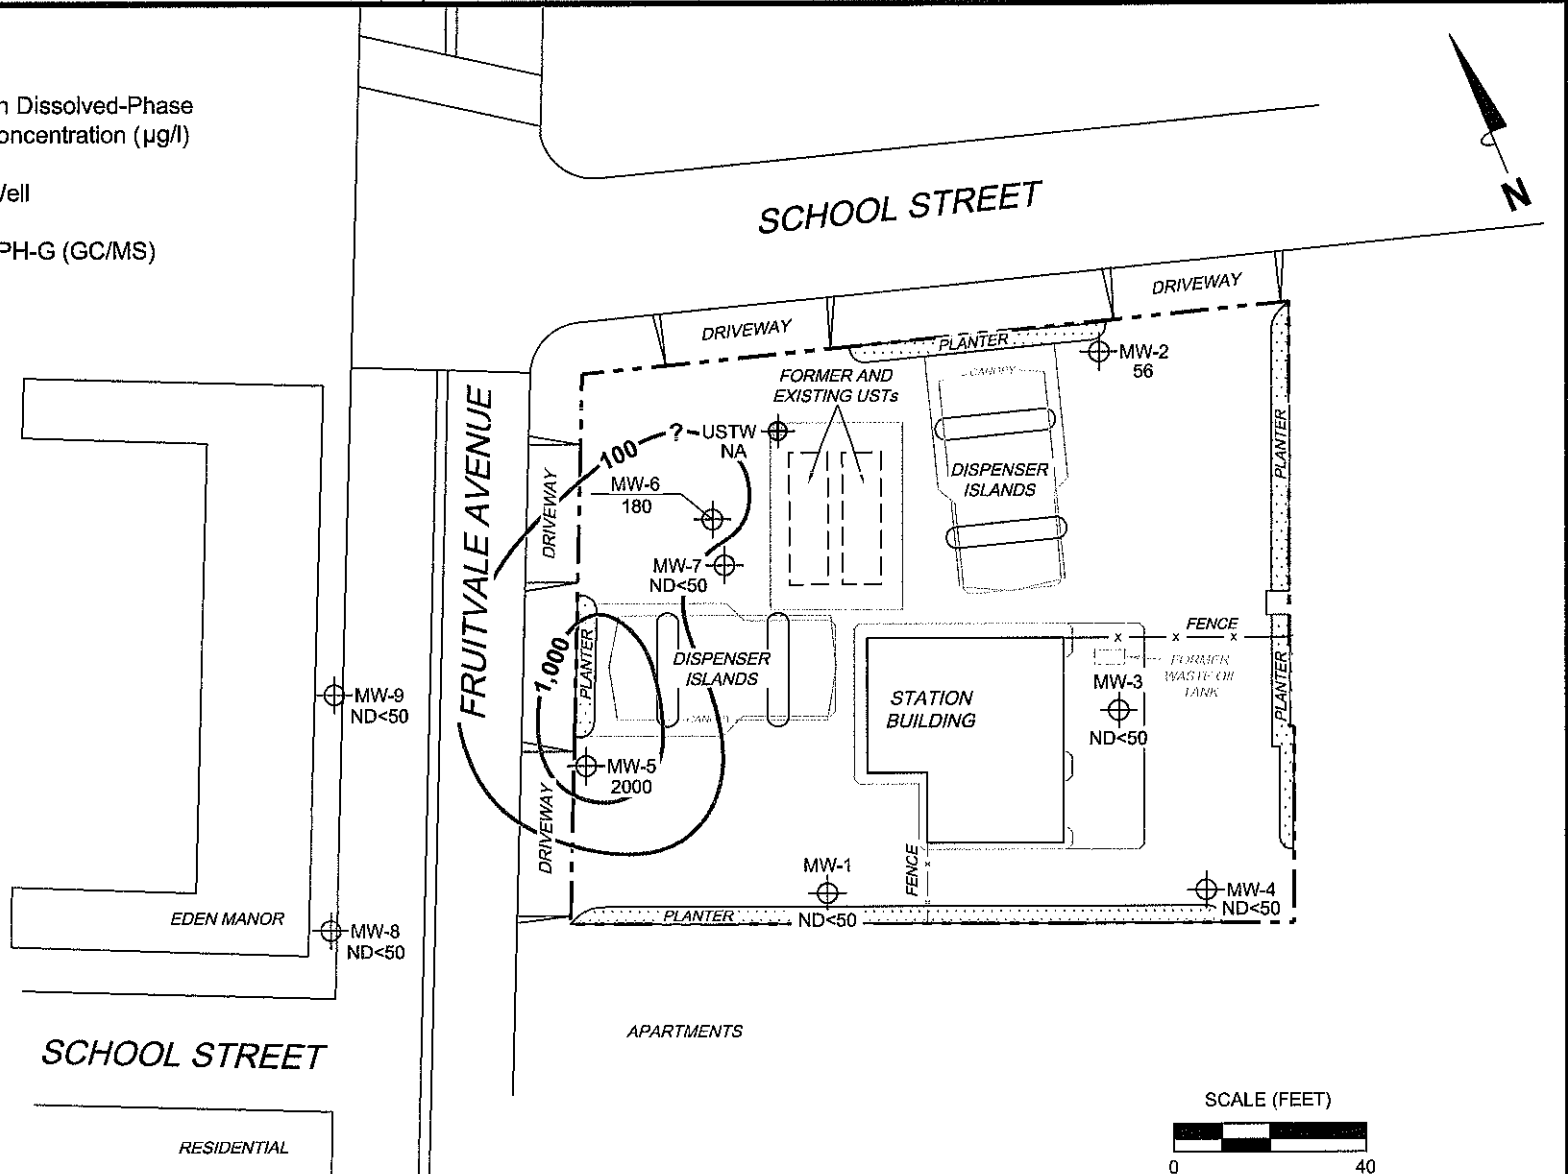 n Dissolved-Phase
oncentration (µg/l)
Well
PH-G (GC/MS)
N
SCHOOL STREET
DRIVEWAY
DRIVEWAY
PLANTER
MW-2
56
CANOPY
FORMER AND
EXISTING USTs
FRUITVALE AVENUE
100
?
USTW
NA
MW-6
180
DRIVEWAY
DISPENSER
ISLANDS
PLANTER
MW-7
ND<50
1,000
PLANTER
DISPENSER
ISLANDS
CANOPY
FENCE
x x x
FORMER
WASTE OIL
TANK
PLANTER
MW-3
ND<50
STATION
BUILDING
MW-9
ND<50
MW-5
2000
DRIVEWAY
FENCE
x
MW-1
ND<50
PLANTER
MW-4
ND<50
EDEN MANOR
MW-8
ND<50
APARTMENTS
SCHOOL STREET
RESIDENTIAL
SCALE (FEET)
0 40